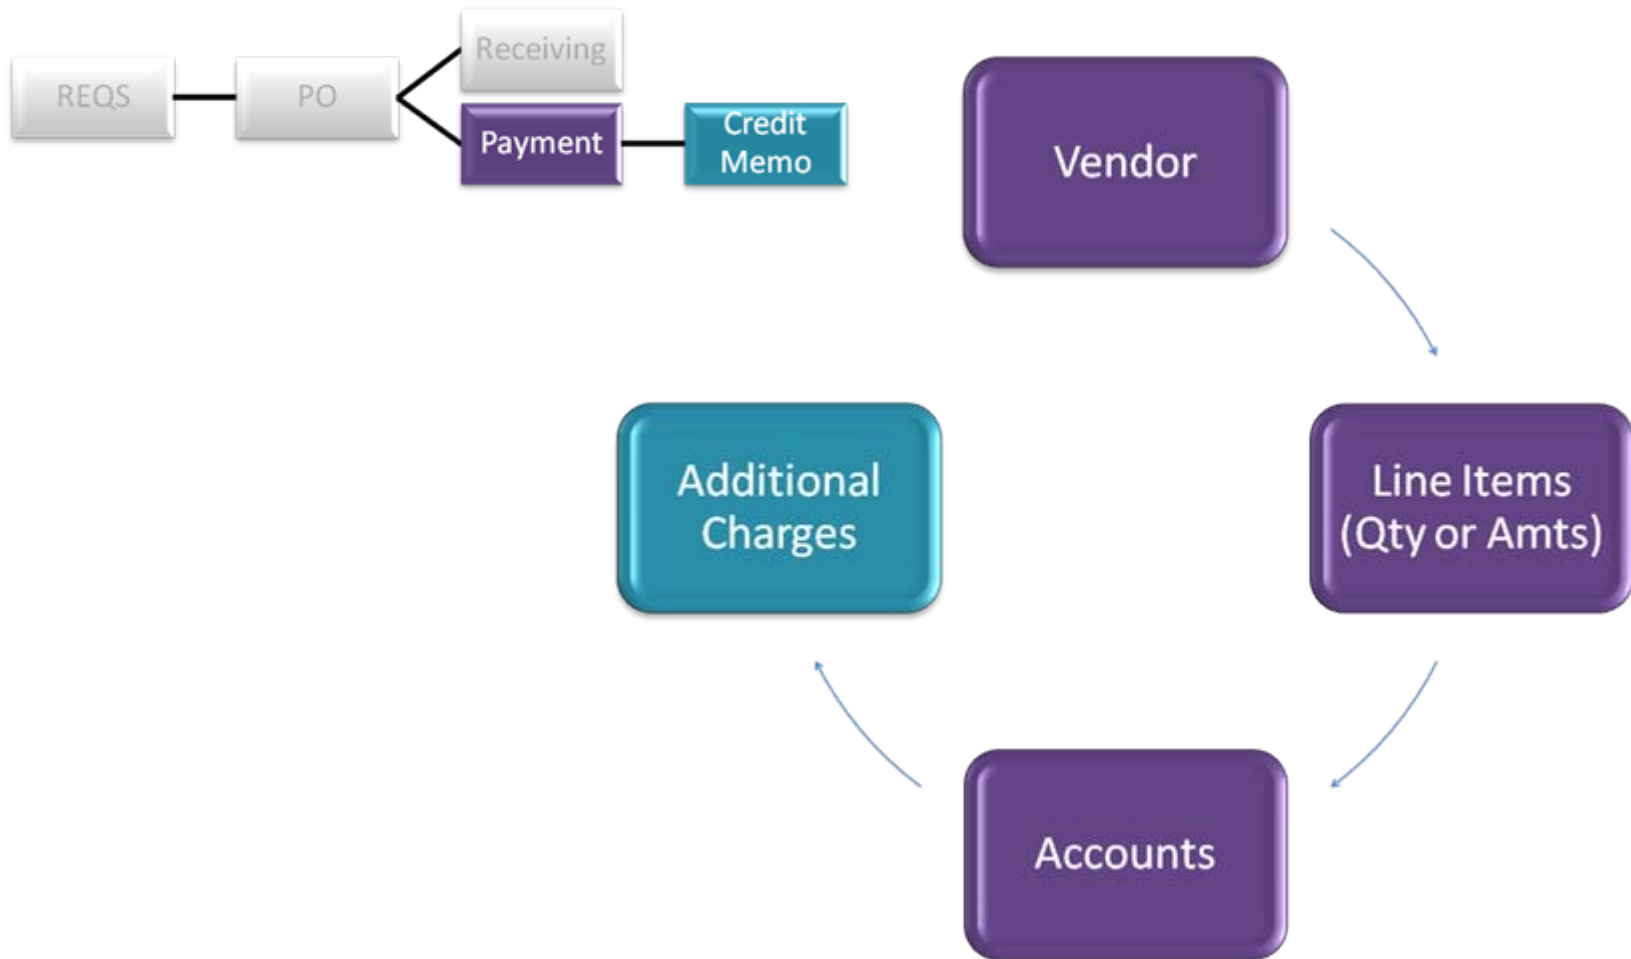 REQS
PO
Receiving
Payment
Credit
Memo
Vendor
Line Items
(Qty or Amts)
Accounts
Additional
Charges